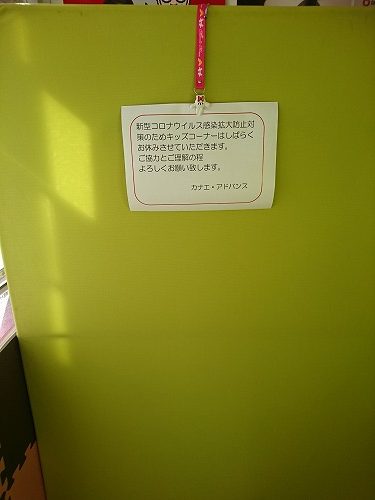 新型コロナウイルス感染拡大防止対
策のためキッズコーナーはしばらく
お休みさせていただきます。
ご協力とご理解の程
よろしくお願い致します。
カナエ・アドバンス